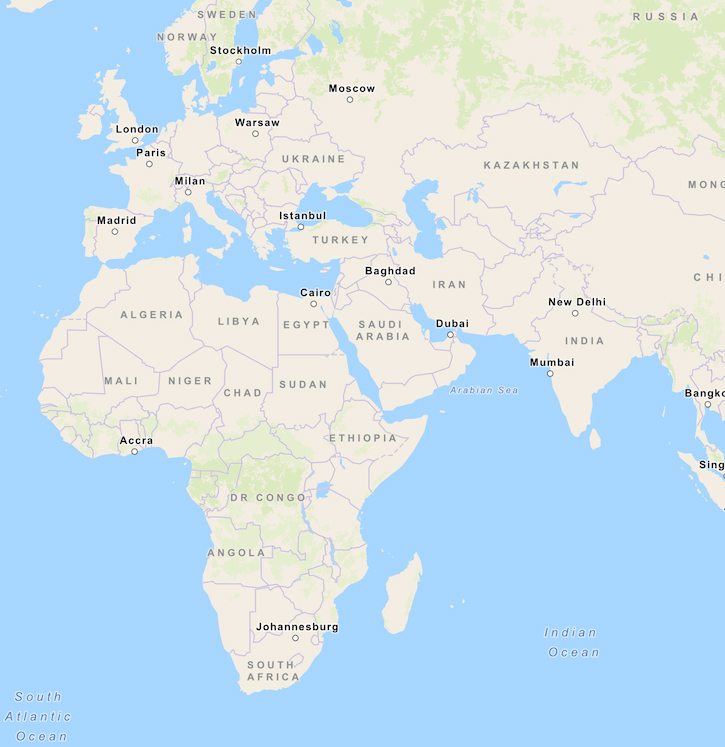 SWEDEN
RUSSIA
NORWAY
Stockholm
Moscow
Warsaw
London
Paris
UKRAINE
KAZAKHSTAN
Milan
MONG
Madrid
Istanbul
TURKEY
Baghdad
CHI
IRAN
Cairo
New Delhi
ALGERIA
LIBYA
EGYPT
SAUDI
ARABIA
Dubai
INDIA
Mumbai
MALI
NIGER
CHAD
SUDAN
Arabian Sea
Bangko
Accra
ETHIOPIA
Sing
DR CONGO
ANGOLA
Johannesburg
Indian
Ocean
SOUTH
AFRICA
South
Atlantic
Ocean